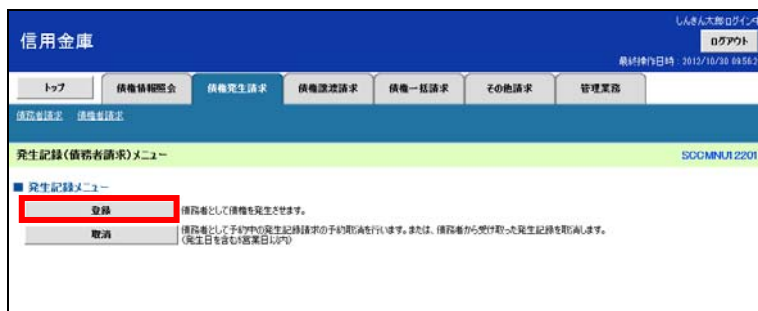 しんきん太郎ログイン中
信用金庫
ログアウト
最終操作日時:2012/10/30 09:56:2
トップ 債権情報照会 債権発生請求 債権譲渡請求 債権一括請求 その他請求 管理業務
債務者請求 債権者請求
発生記録(債務者請求)メニュー SCCMNU12201
■ 発生記録メニュー
登録 債務者として債権を発生させます。
取消 債務者として予約中の発生記録請求の予約取消を行います。または、債務者から受け取った発生記録を取消します。
(発生日を含む5営業日以内)